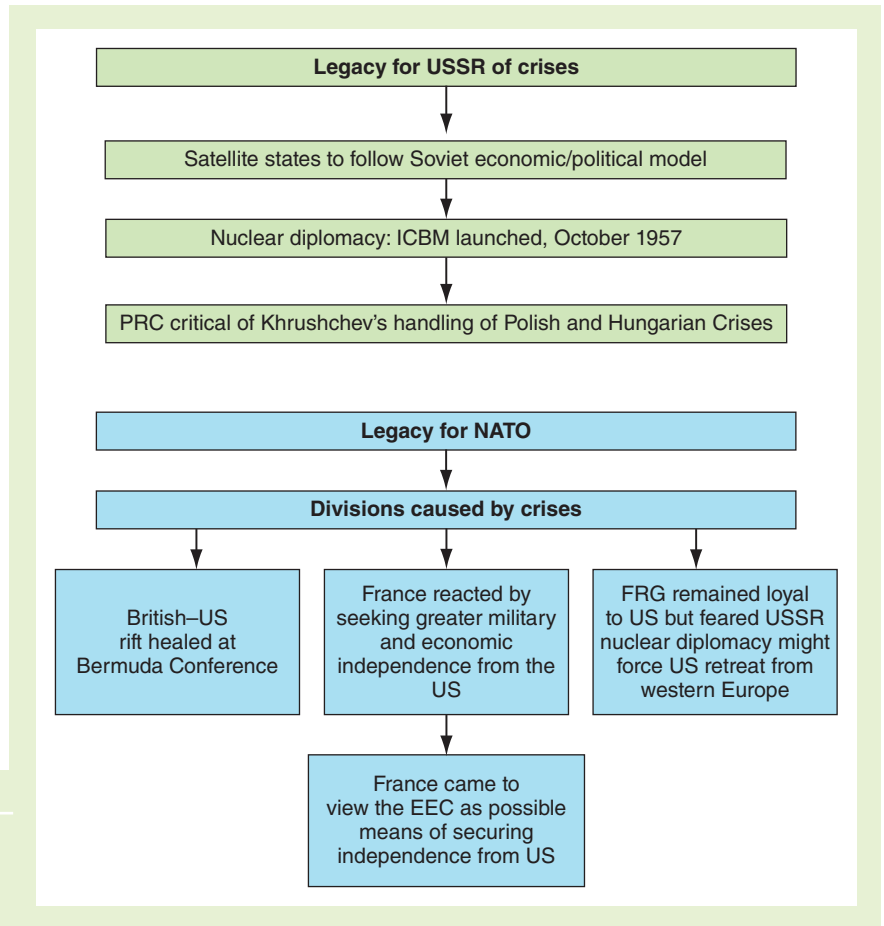 Legacy for USSR of crises
Satellite states to follow Soviet economic/political model
Nuclear diplomacy: ICBM launched, October 1957
PRC critical of Khrushchev's handling of Polish and Hungarian Crises
Legacy for NATO
Divisions caused by crises
British–US
rift healed at
Bermuda Conference
France reacted by
seeking greater military
and economic
independence from the
US
FRG remained loyal
to US but feared USSR
nuclear diplomacy might
force US retreat from
western Europe
France came to
view the EEC as possible
means of securing
independence from US